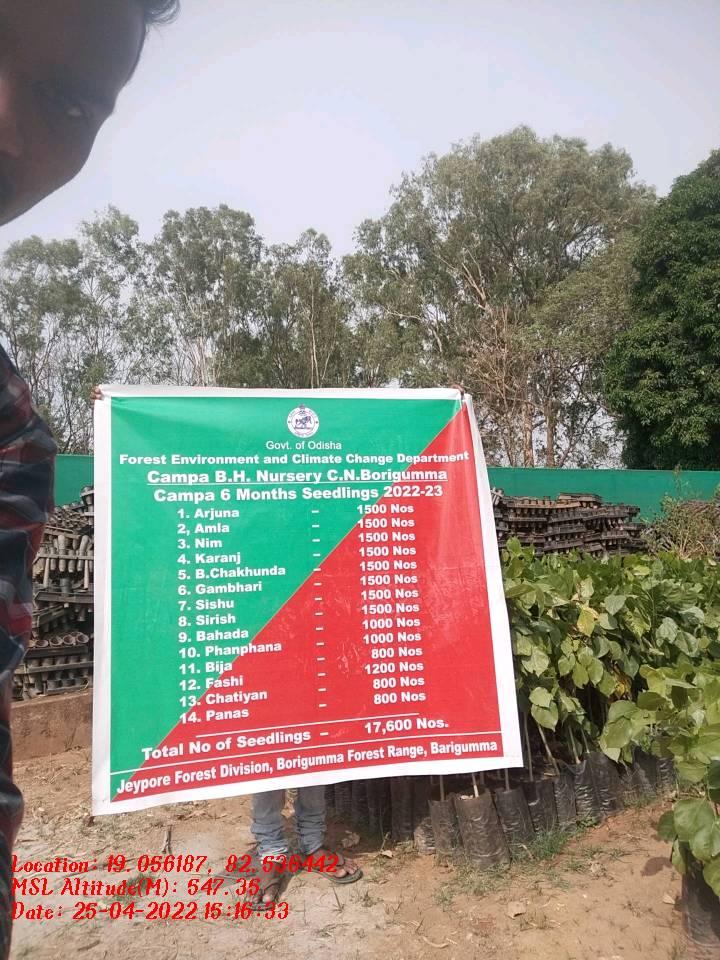 Govt. of Odisha
Forest Environment and Climate Change Department
Campa B.H. Nursery C.N.Borigumma
Campa 6 Months Seedlings 2022-23
1. Arjuna - 1500 Nos
2, Amla - 1500 Nos
3. Nim - 1500 Nos
4. Karanj - 1500 Nos
5. B.Chakhunda - 1500 Nos
6. Gambhari - 1500 Nos
7. Sishu - 1500 Nos
8. Sirish - 1500 Nos
9. Bahada - 1000 Nos
10. Phanphana - 1000 Nos
11. Bija - 800 Nos
12. Fashi - 1200 Nos
13. Chatiyan - 800 Nos
14. Panas - 800 Nos
Total No of Seedlings - 17,600 Nos.
Jeypore Forest Division, Borigumma Forest Range, Barigumma
Location: 19.056187, 82.536442
MSL Altitude(M): 547.35
Date: 25-04-2022 15:16:33